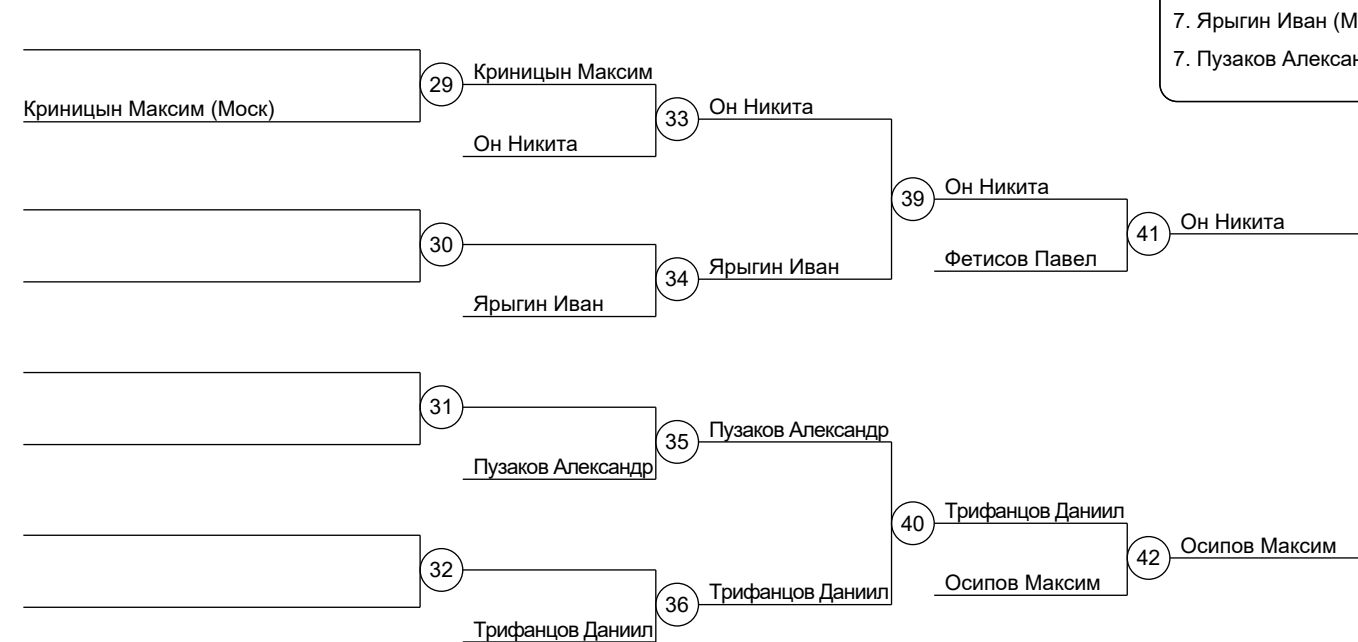 7. Ярыгин Иван (М
7. Пузаков
Криницын Максим
29
Криницын Максим (Моск)
Он Никита
33
Он Никита
Он Никита
39
Он Никита
41
30
Фетисов Павел
Ярыгин Иван
34
Ярыгин Иван
31
Пузаков Александр
35
Пузаков Александр
Трифанцов Даниил
40
Осипов Максим
42
32
Осипов Максим
Трифанцов Даниил
36
Трифанцов Даниил